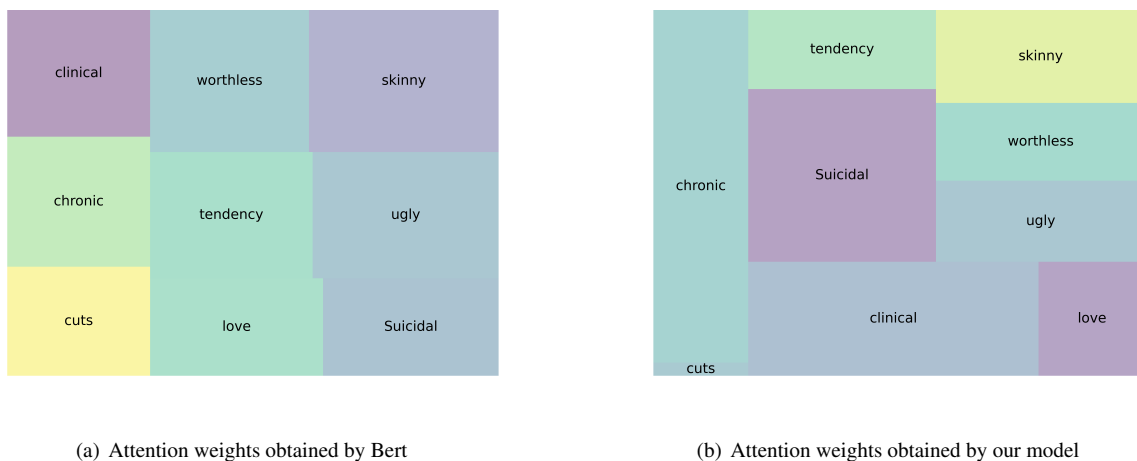 clinical
worthless
skinny
chronic
tendency
ugly
cuts
love
Suicidal
(a) Attention weights obtained by Bert
tendency
skinny
worthless
chronic
Suicidal
ugly
clinical
love
cuts
(b) Attention weights obtained by our model